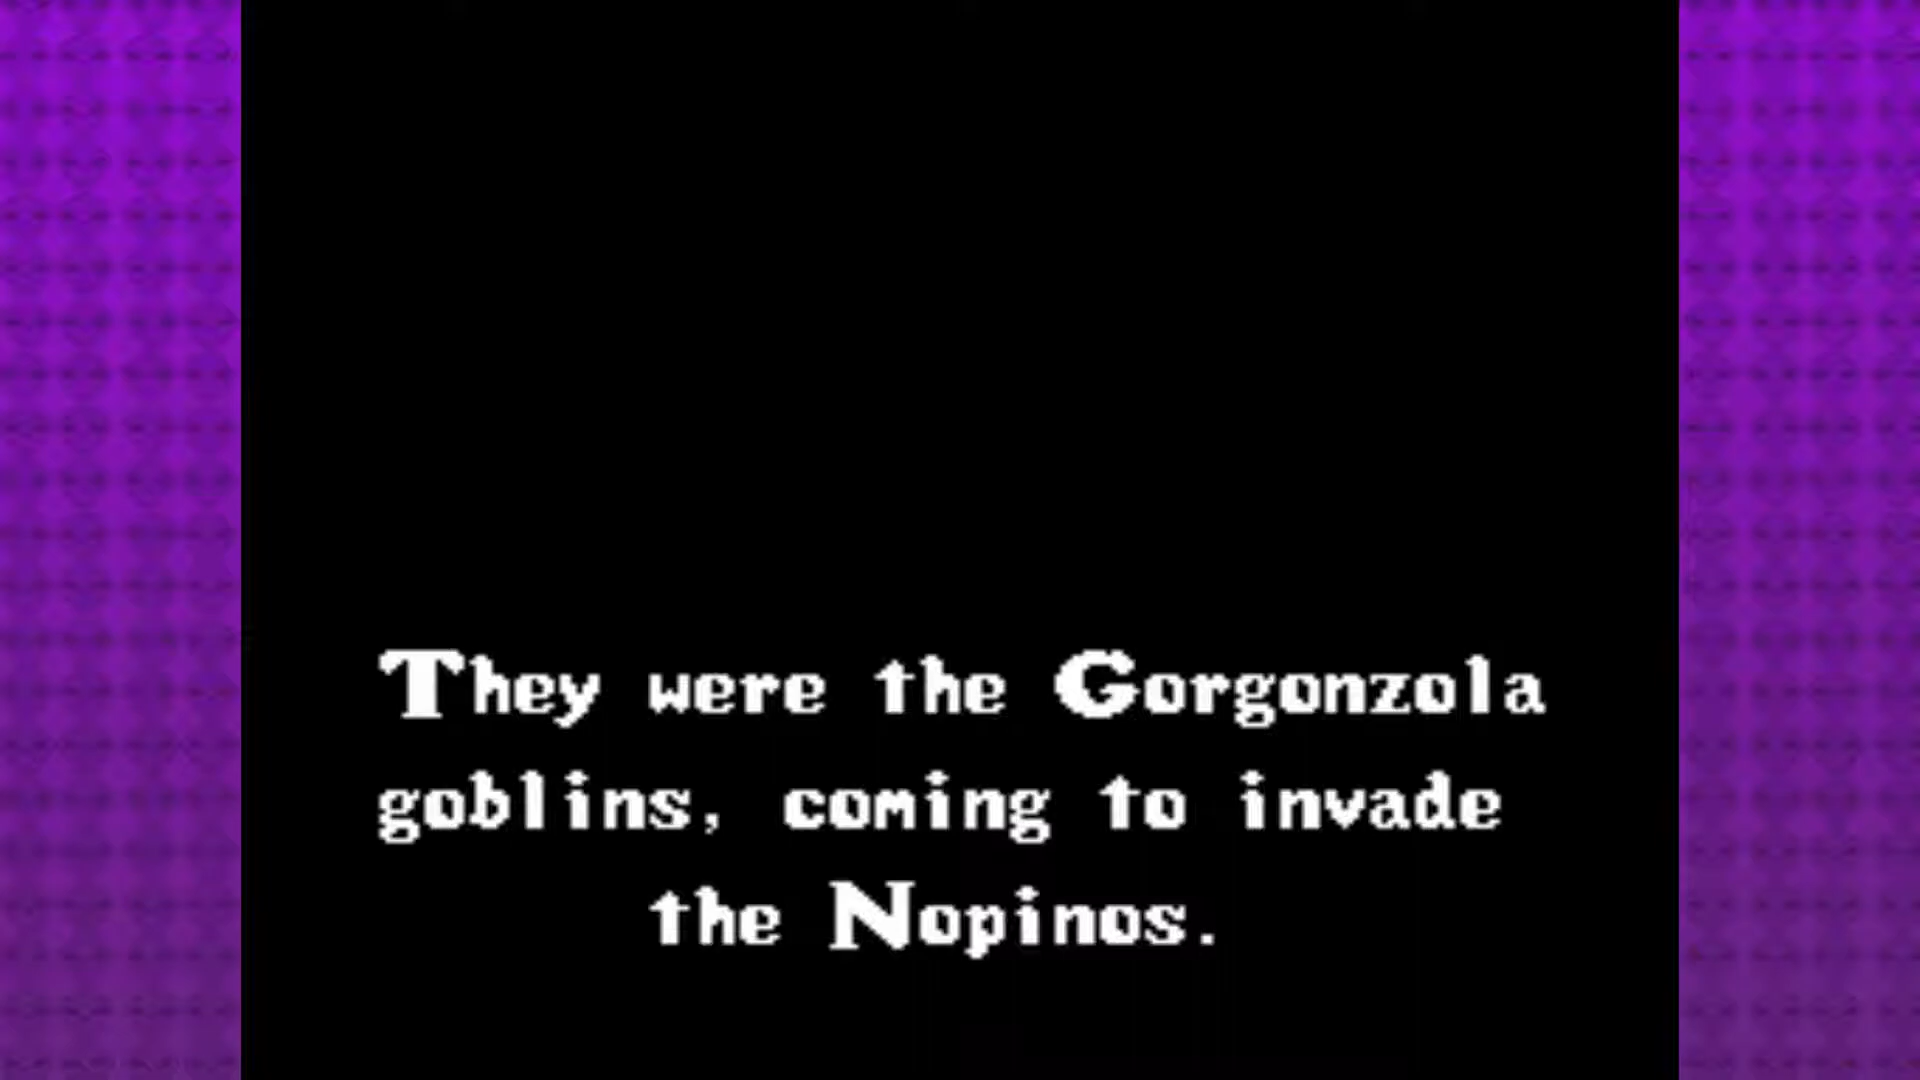 They were the Gorgonzola
goblins, coming to invade
the Nopinos.